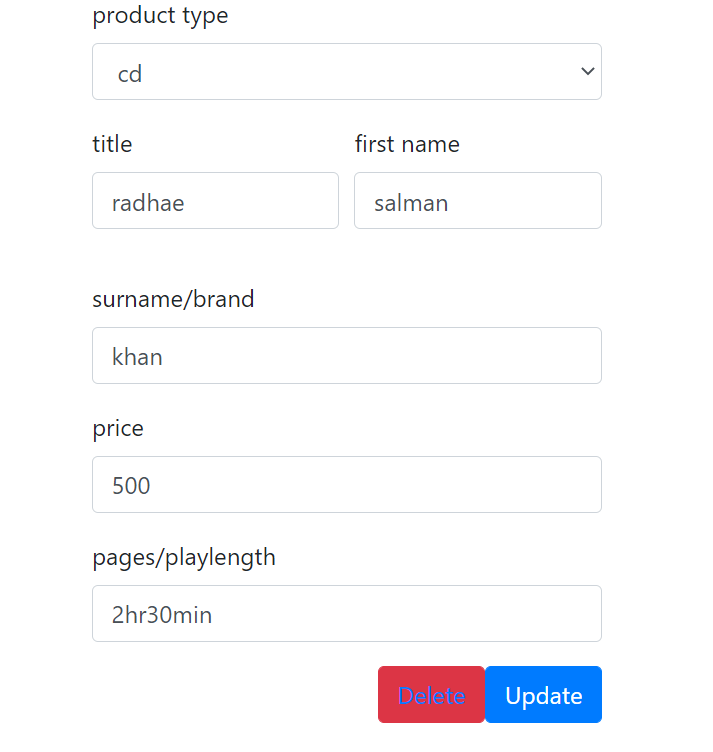 product type
cd
title first name
radhae salman
surname/brand
khan
price
500
pages/playlength
2hr30min
Delete Update